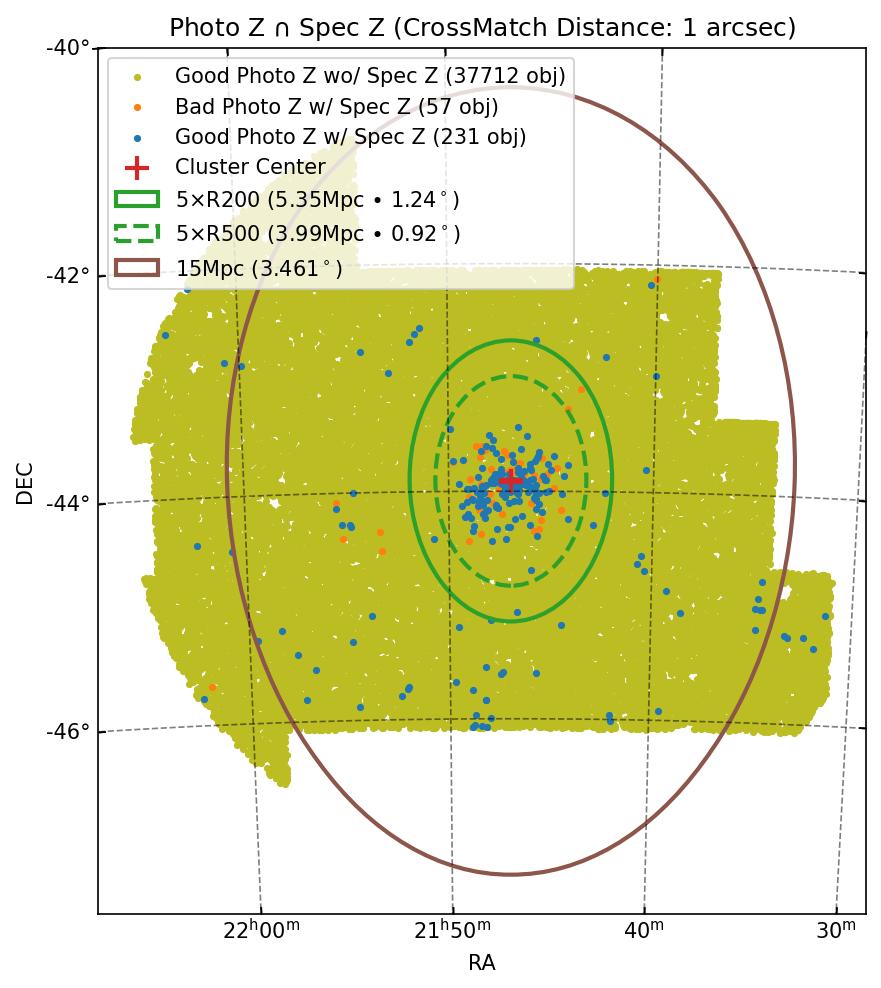 Photo Z ∩ Spec Z (CrossMatch Distance: 1 arcsec)
-40°
Good Photo Z wo/ Spec Z (37712 obj)
Bad Photo Z w/ Spec Z (57 obj)
Good Photo Z w/ Spec Z (231 obj)
Cluster Center
5×R200 (5.35Mpc • 1.24°)
5×R500 (3.99Mpc • 0.92°)
15Mpc (3.461°)
-42°
DEC
-44°
-46°
22h00m 21h50m 40m 30m
RA